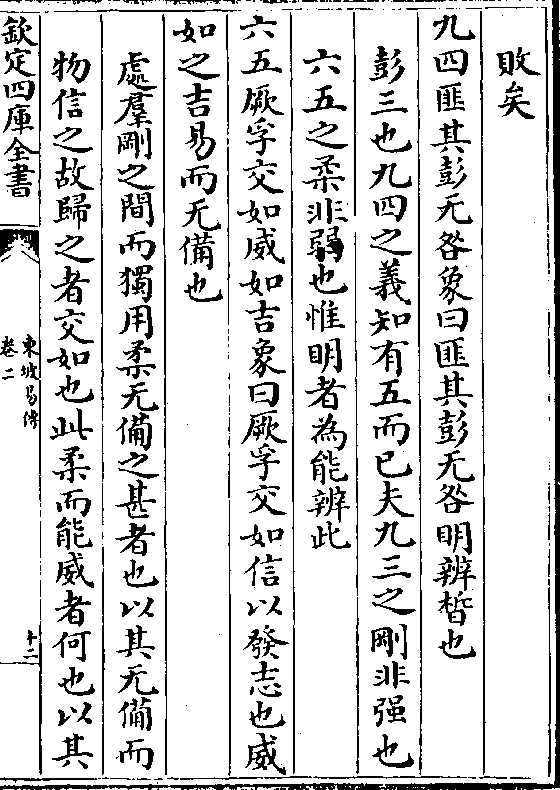 敗矣
九四匪其彭无咎象曰匪其彭无咎明辨晢也
彭三也九四之義知有五而已夫九三之剛非强也
六五之柔非弱也惟明者為能辨此
六五厥孚交如威如吉象曰厥孚交如信以發志也威
如之吉易而无備也
處羣剛之間而獨用柔无備之甚者也以其无備而
物信之故歸之者交如也此柔而能威者何也以其
欽定四庫全書
東坡易傳
卷二
十二